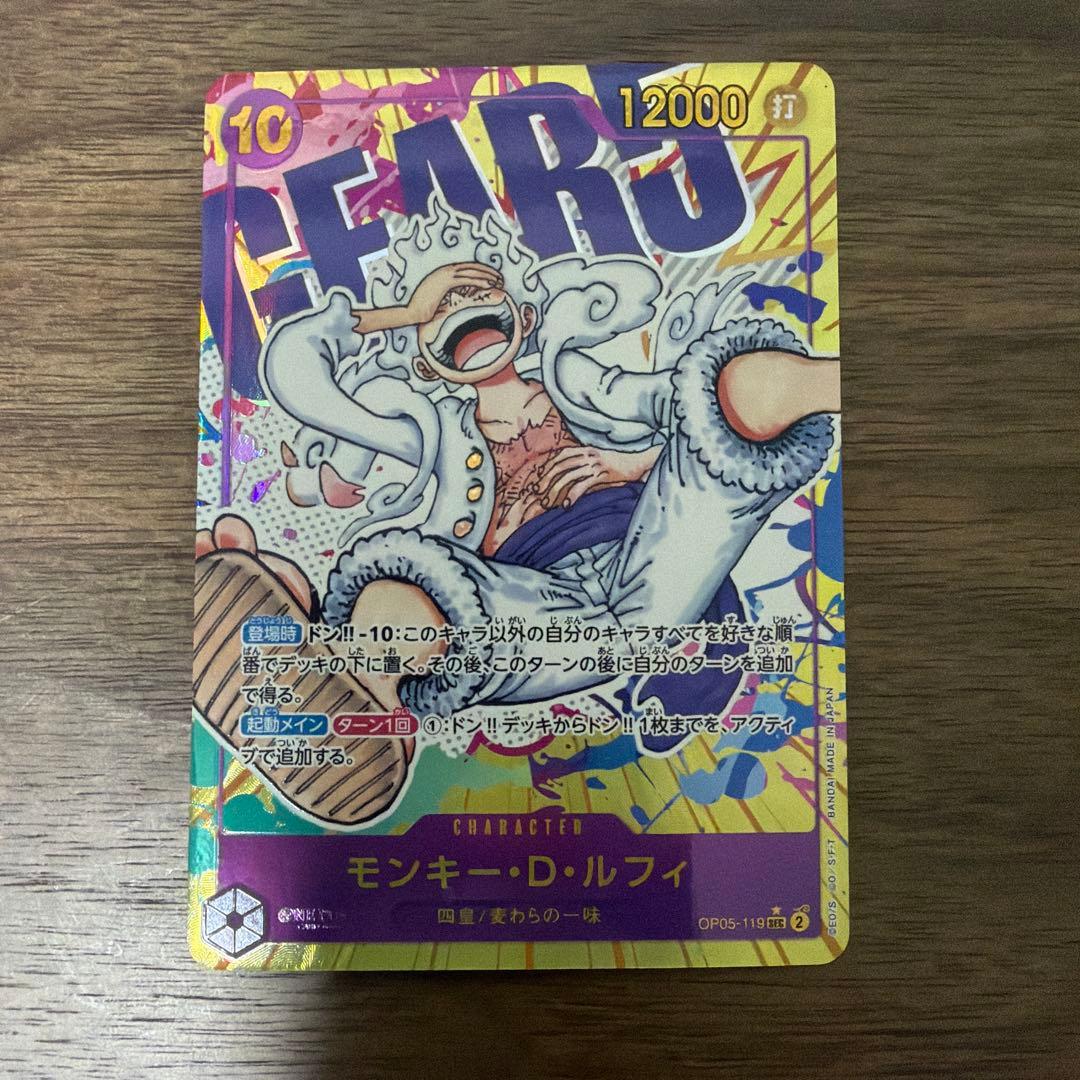 10
12000 打
GEAR5
登場時 ドン!!-10:このキャラ以外の自分のキャラすべてを好きな順
番でデッキの下に置く。その後、このターンの後に自分のターンを追加
で得る。
起動メイン ターン1回 ①:ドン!!デッキからドン!!1枚までを、アクティ
ブで追加する。
CHARACTER
モンキー・D・ルフィ
四皇/麦わらの一味
OP05-119 SEC 2
©E.O/S. ©O/S・F・T BANDAI MADE IN JAPAN